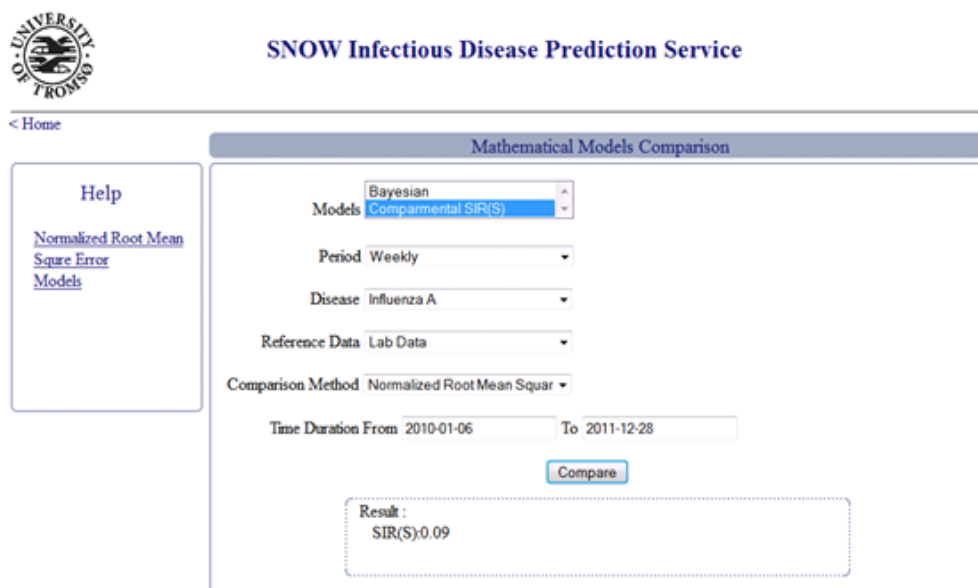 UNIVERSITY
OF TROMSØ
SNOW Infectious Disease Prediction Service
< Home
Mathematical Models Comparison
Help
Normalized Root Mean
Squre Error
Models
Models
Bayesian
Comparmental SIR(S)
Period Weekly
Disease Influenza A
Reference Data Lab Data
Comparison Method Normalized Root Mean Squar
Time Duration From 2010-01-06 To 2011-12-28
Compare
Result :
SIR(S):0.09